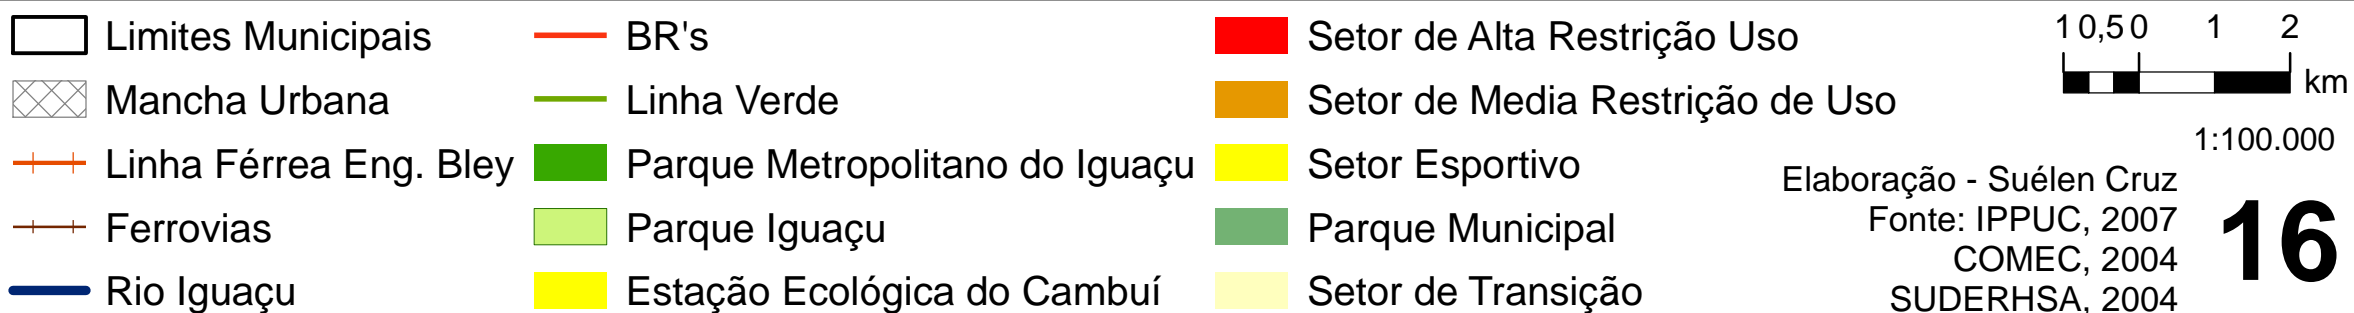 Limites Municipais
Mancha Urbana
Linha Férrea Eng. Bley
Ferrovias
Rio Iguaçu
BR's
Linha Verde
Parque Metropolitano do Iguaçu
Parque Iguaçu
Estação Ecológica do Cambuí
Setor de Alta Restrição Uso
Setor de Media Restrição de Uso
Setor Esportivo
Parque Municipal
Setor de Transição
1 0,5 0 1 2
km
1:100.000
Elaboração - Suélen Cruz
Fonte: IPPUC, 2007
COMEC, 2004
SUDERHSA, 2004
16